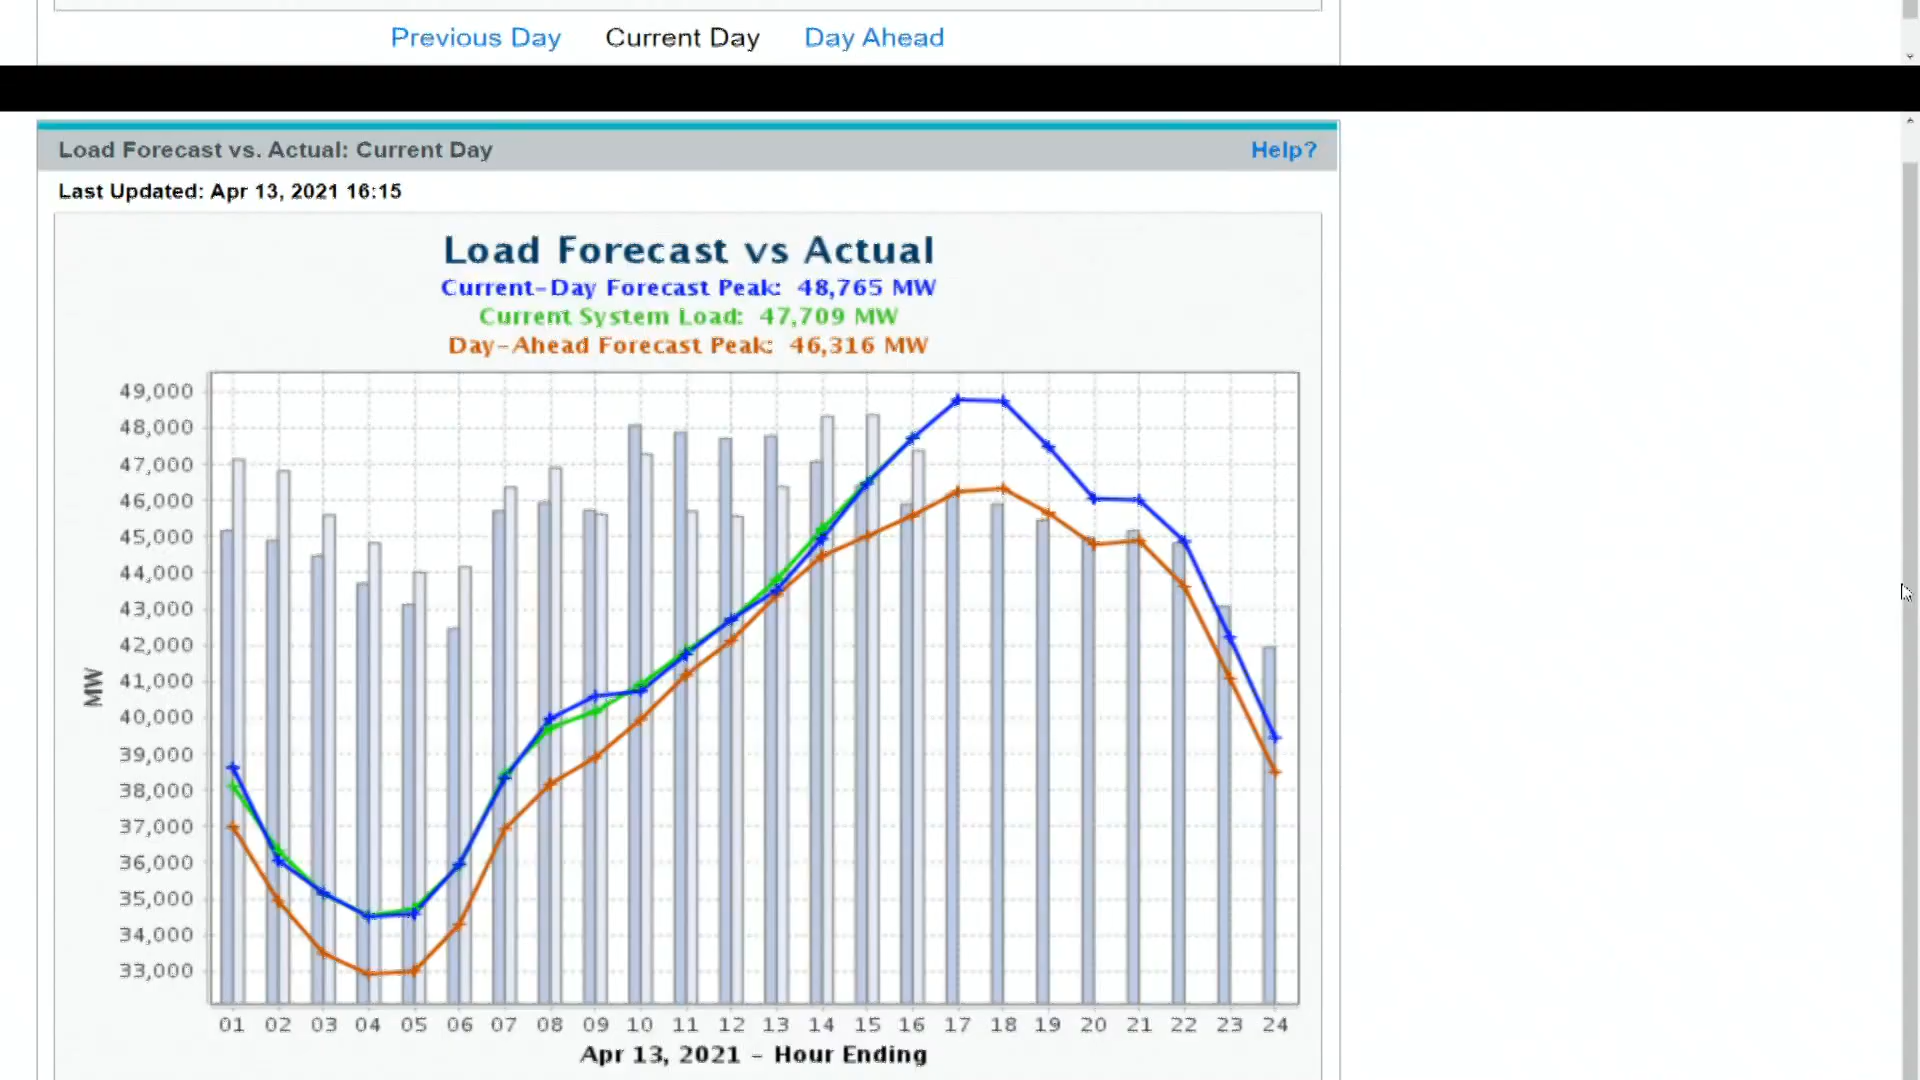 Previous Day Current Day Day Ahead
Load Forecast vs. Actual: Current Day Help?
Last Updated: Apr 13, 2021 16:15
Load Forecast vs Actual
Current-Day Forecast Peak: 48,765 MW
Current System Load: 47,709 MW
Day-Ahead Forecast Peak: 46,316 MW
49,000
48,000
47,000
46,000
45,000
44,000
43,000
42,000
41,000
40,000
39,000
38,000
37,000
36,000
35,000
34,000
33,000
MW
01 02 03 04 05 06 07 08 09 10 11 12 13 14 15 16 17 18 19 20 21 22 23 24
Apr 13, 2021 - Hour Ending